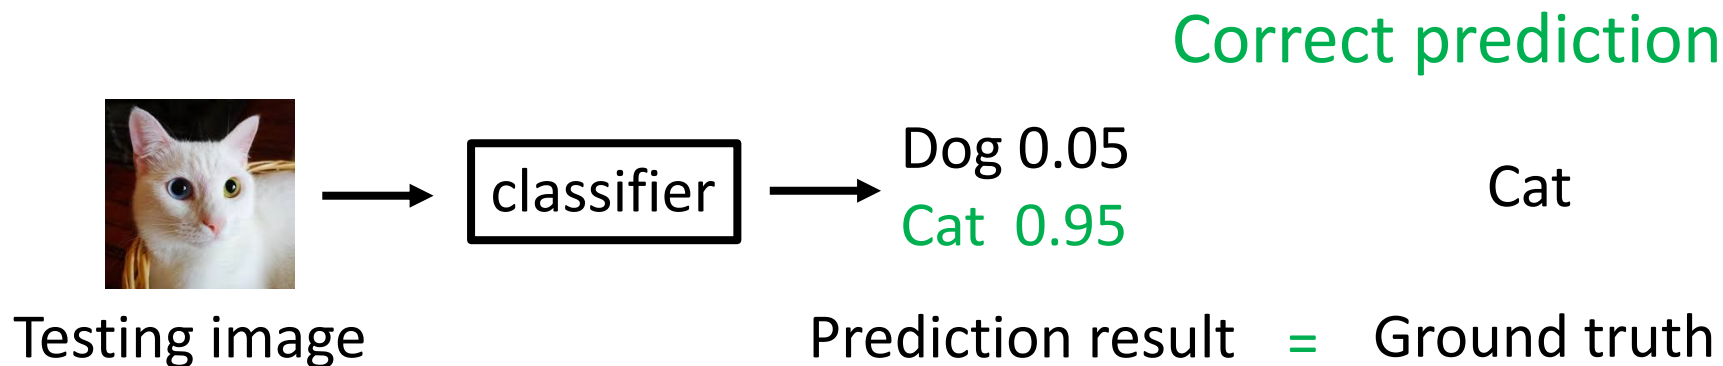 Correct prediction
classifier
Dog 0.05
Cat 0.95
Cat
Testing image
Prediction result = Ground truth